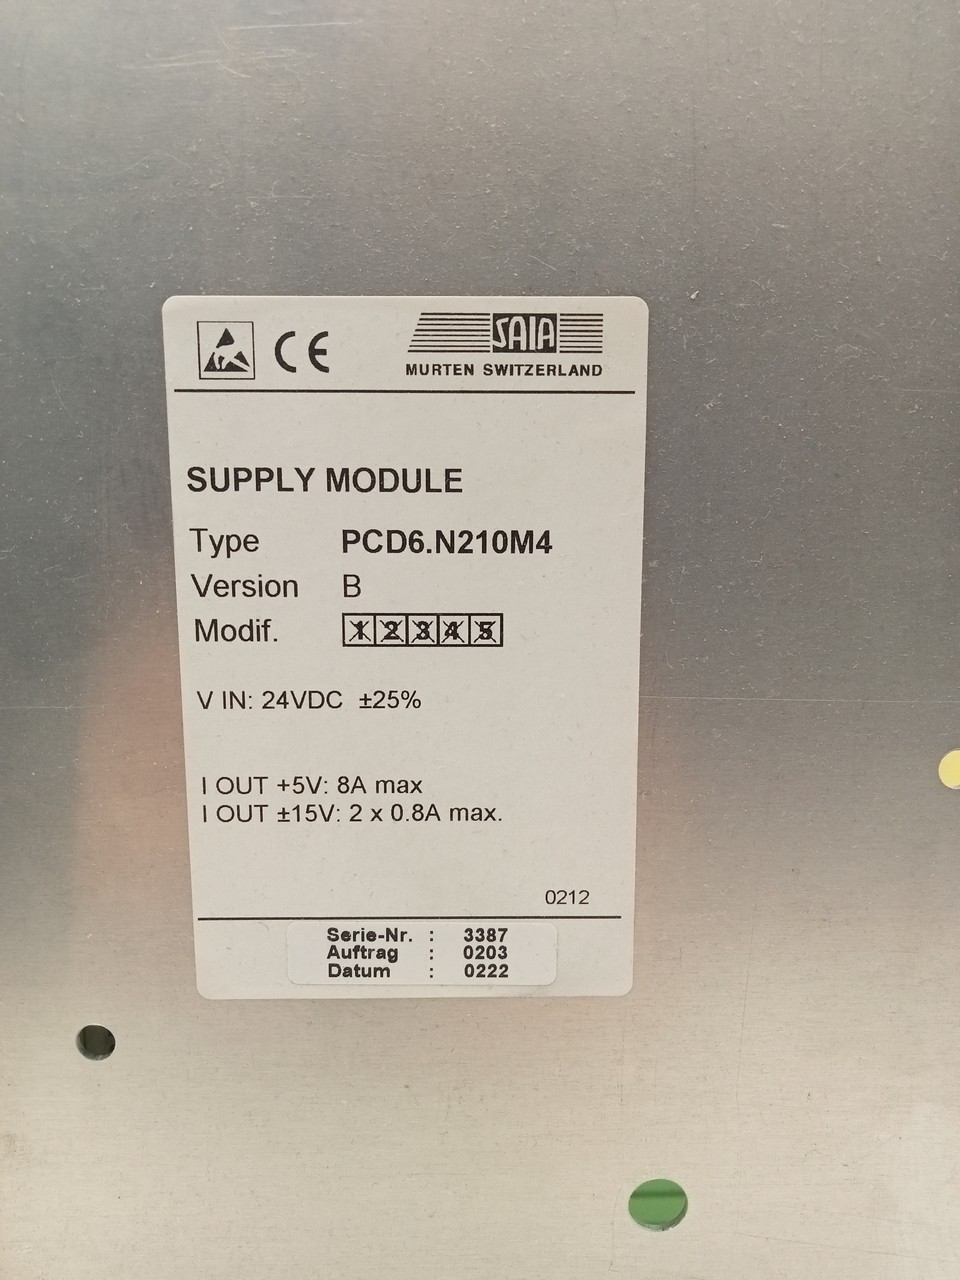 CE SAIA
MURTEN SWITZERLAND
SUPPLY MODULE
Type PCD6.N210M4
Version B
Modif. 1 2 3 4 5
V IN: 24VDC ±25%
I OUT +5V: 8A max
I OUT ±15V: 2 x 0.8A max.
0212
Serie-Nr. : 3387
Auftrag : 0203
Datum : 0222